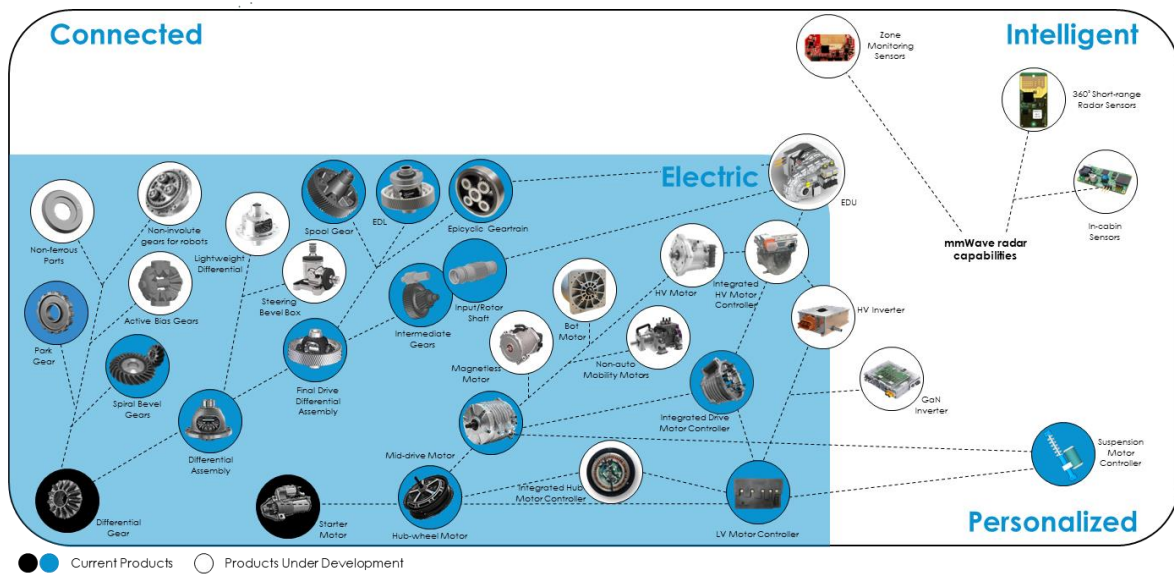 Connected
Intelligent
Zone
Monitoring
Sensors
360° Short-range
Radar Sensors
In-cabin
Sensors
mmWave radar
capabilities
Electric
EDU
Non-ferrous
Parts
Non-involute
gears for robots
Lightweight
Differential
Spool Gear
EDL
Epicyclic Geartrain
Steering
Bevel Box
Active Bias Gears
Park
Gear
Spiral Bevel
Gears
Intermediate
Gears
Input/Rotor
Shaft
HV Motor
Integrated
HV Motor
Controller
Bot
Motor
HV Inverter
Magnetless
Motor
Non-auto
Mobility Motors
Final Drive
Differential
Assembly
Differential
Assembly
Integrated Drive
Motor Controller
GaN
Inverter
Mid-drive Motor
Suspension
Motor
Controller
Integrated Hub
Motor Controller
Differential
Gear
Starter
Motor
Hub-wheel Motor
LV Motor Controller
Personalized
Current Products
Products Under Development